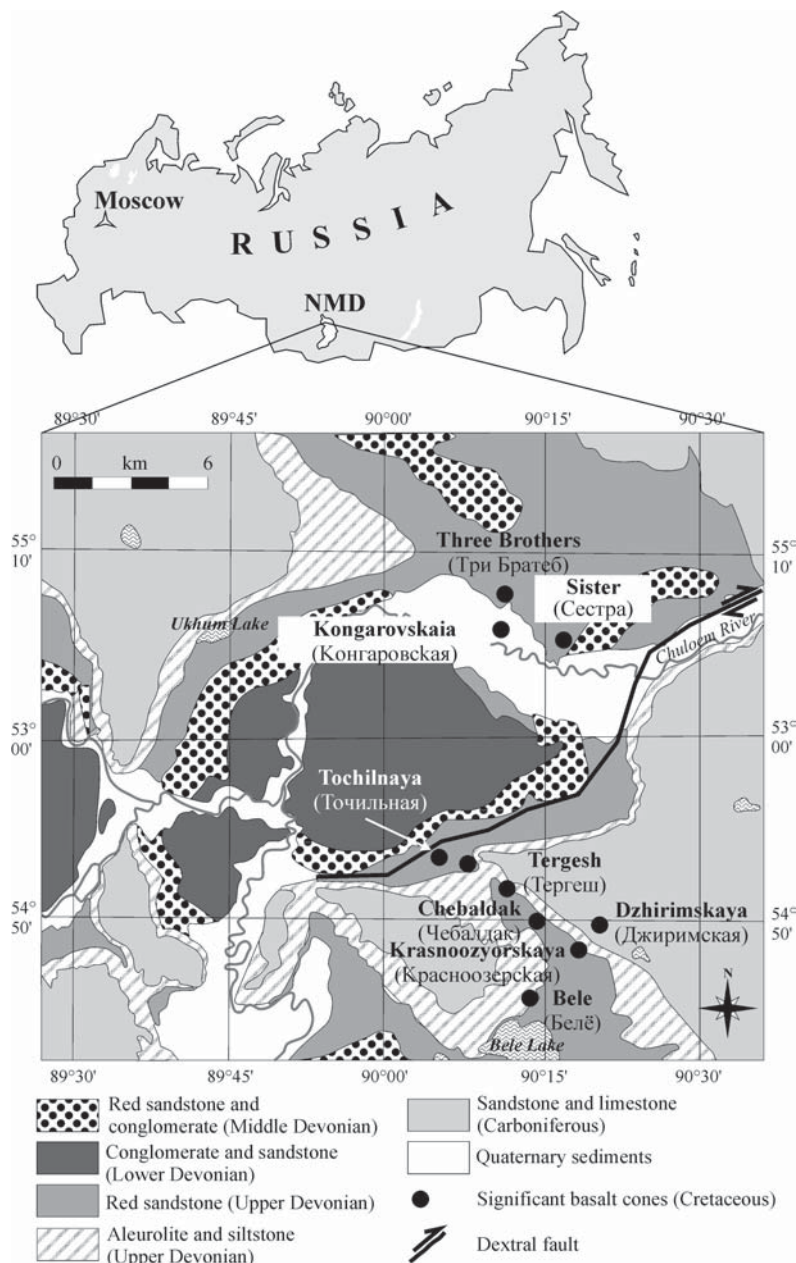 Moscow
RUSSIA
NMD
89°30' 89°45' 90°00' 90°15' 90°30'
0 km 6
55°
10'
55°
10'
Three Brothers
(Три Братеб)
Sister
(Сестра)
Ukhum Lake
Kongarovskaia
(Конгаровская)
Chuloem River
53°
00'
53°
00'
Tochilnaya
(Точильная)
Tergesh
(Тергеш)
54°
50'
54°
50'
Chebaldak
(Чебалдак)
Dzhirimskaya
(Джиримская)
Krasnoozyorskaya
(Красноозерская)
Bele
(Белё)
N
Bele Lake
89°30' 89°45' 90°00' 90°15' 90°30'
Red sandstone and
conglomerate (Middle Devonian)
Conglomerate and sandstone
(Lower Devonian)
Red sandstone (Upper Devonian)
Aleurolite and siltstone
(Upper Devonian)
Sandstone and limestone
(Carboniferous)
Quaternary sediments
Significant basalt cones (Cretaceous)
Dextral fault